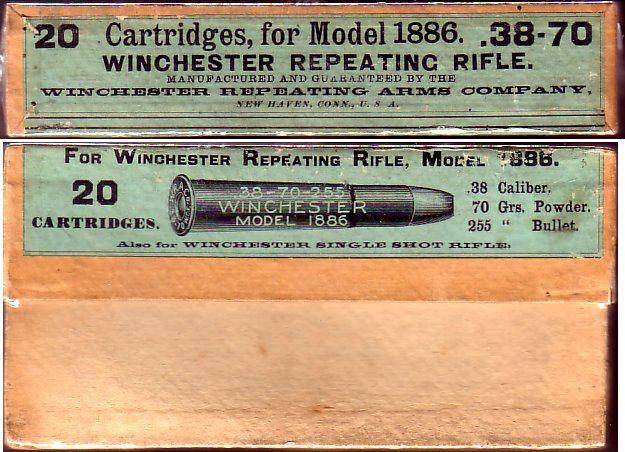 20 Cartridges, for Model 1886. .38-70
WINCHESTER REPEATING RIFLE.
MANUFACTURED AND GUARANTEED BY THE
WINCHESTER REPEATING ARMS COMPANY,
NEW HAVEN, CONN., U. S. A.
FOR WINCHESTER REPEATING RIFLE, MODEL 1886.
20
CARTRIDGES.
38-70-255
WINCHESTER
MODEL 1886
.38 Caliber.
70 Grs. Powder.
255 " Bullet.
Also for WINCHESTER SINGLE SHOT RIFLE.